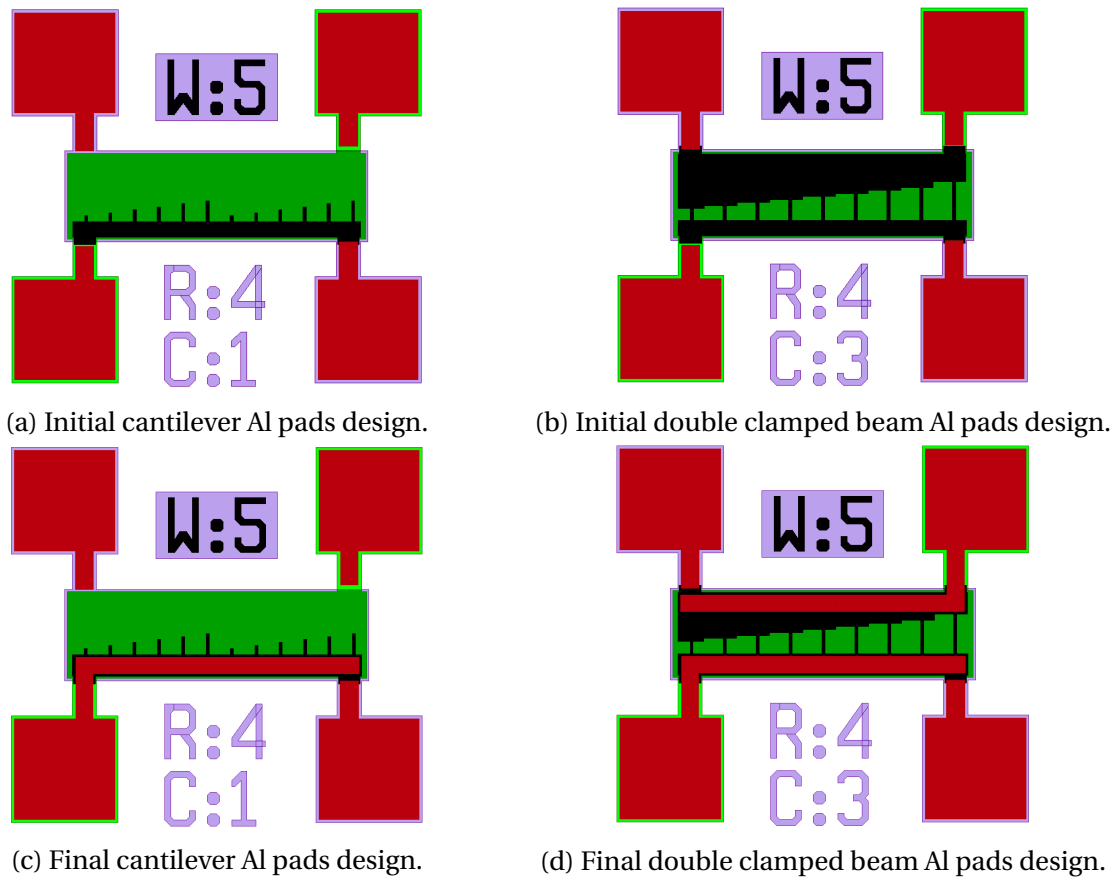 W:5
W:5
R:4
C:1
R:4
C:3
(a) Initial cantilever Al pads design.
(b) Initial double clamped beam Al pads design.
W:5
W:5
R:4
C:1
R:4
C:3
(c) Final cantilever Al pads design.
(d) Final double clamped beam Al pads design.